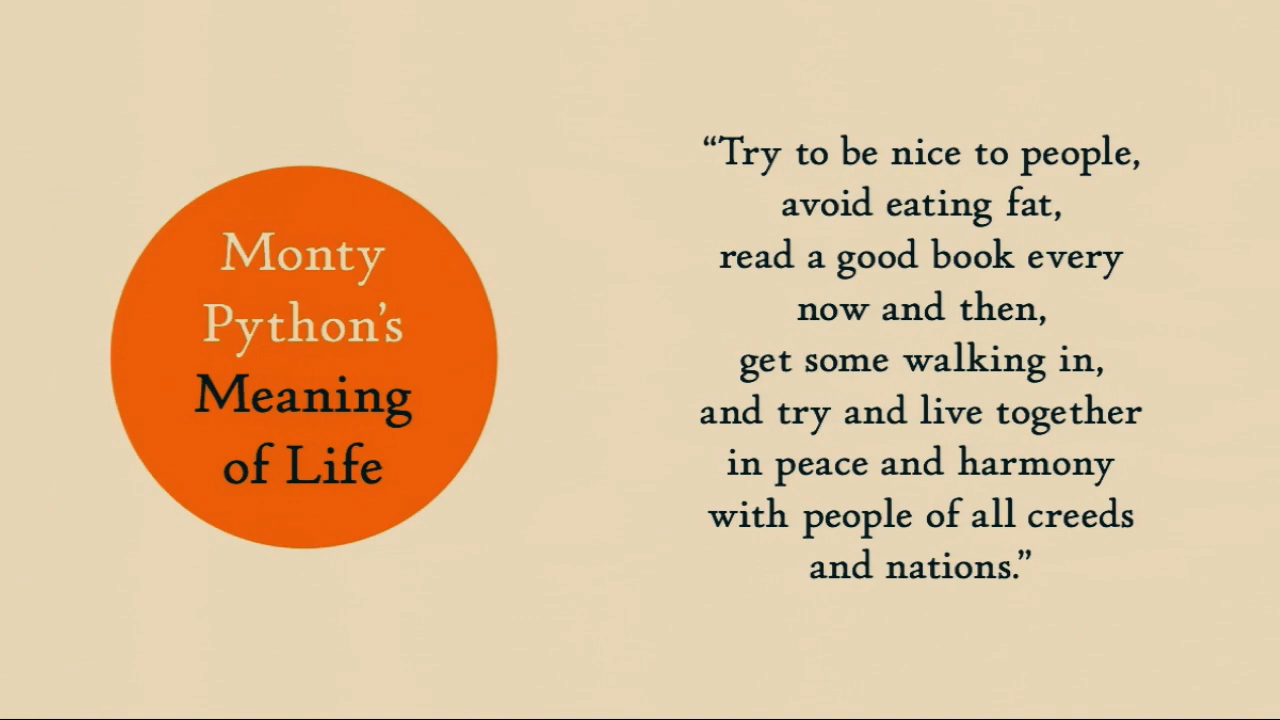 Monty
Python’s
Meaning
of Life
“Try to be nice to people,
avoid eating fat,
read a good book every
now and then,
get some walking in,
and try and live together
in peace and harmony
with people of all creeds
and nations.”